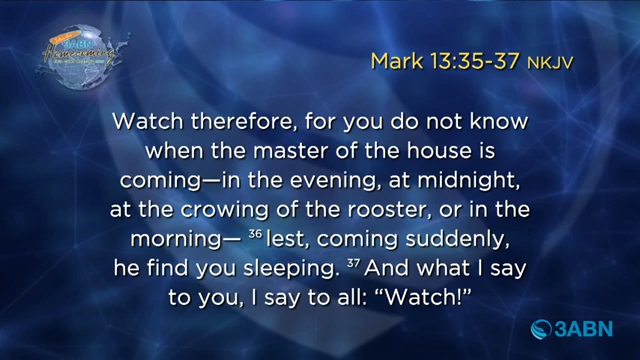 3ABN
Homecoming
Mark 13:35-37 NKJV
Watch therefore, for you do not know
when the master of the house is
coming—in the evening, at midnight,
at the crowing of the rooster, or in the
morning— 36 lest, coming suddenly,
he find you sleeping. 37 And what I say
to you, I say to all: “Watch!”
3ABN